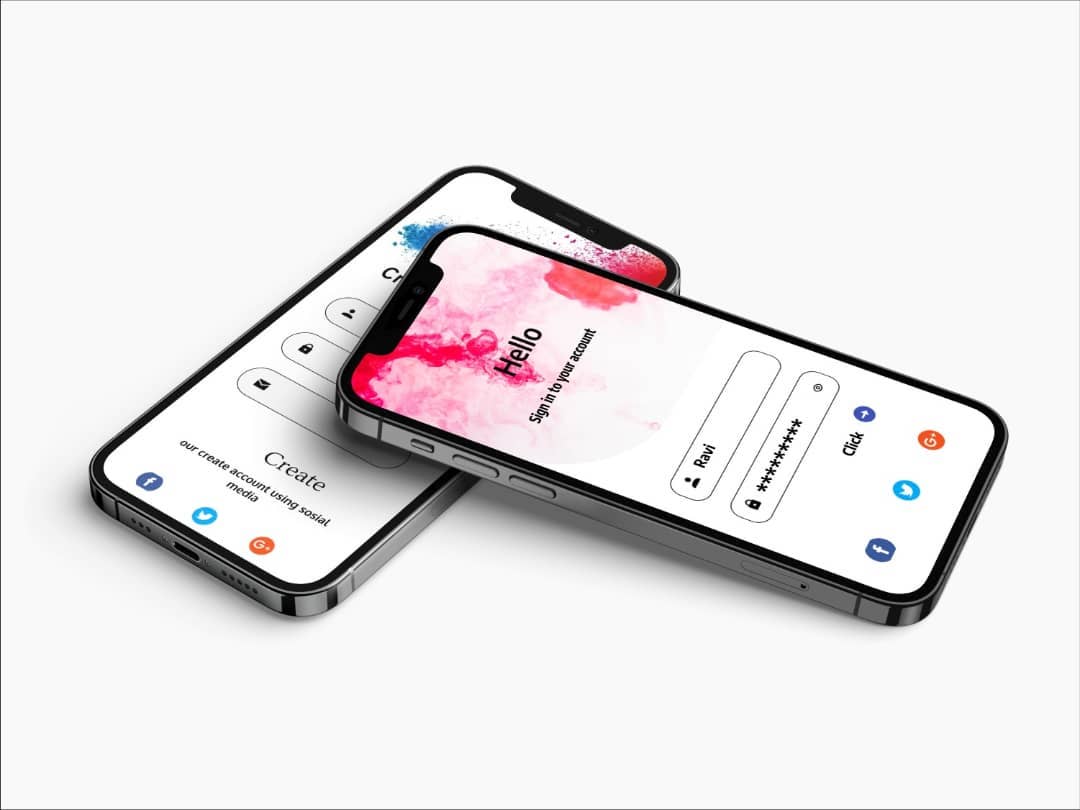 Cr
Create
our create account using sosial
media
Hello
Sign in to your account
Ravi
*********
Click